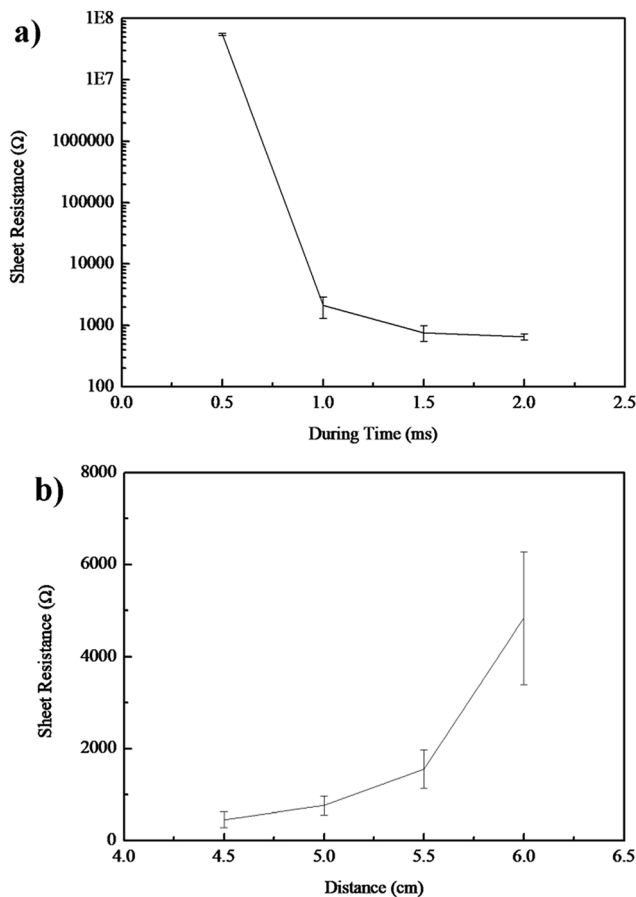 a)
1E8
1E7
1000000
100000
10000
1000
100
Sheet Resistance (Ω)
0.0 0.5 1.0 1.5 2.0 2.5
During Time (ms)
b)
8000
6000
4000
2000
0
Sheet Resistance (Ω)
4.0 4.5 5.0 5.5 6.0 6.5
Distance (cm)